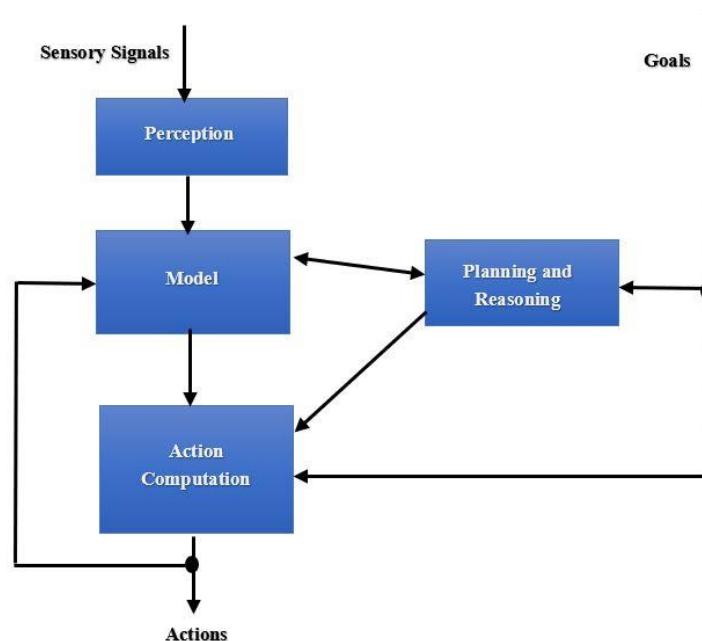 Sensory Signals
Goals
Perception
Model
Planning and
Reasoning
Action
Computation
Actions